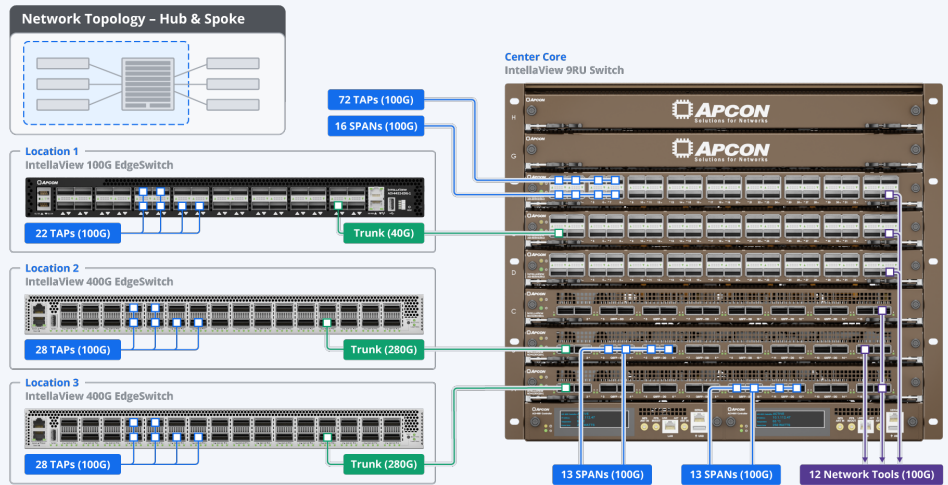 Network Topology – Hub & Spoke
Center Core
IntellaView 9RU Switch
72 TAPs (100G)
16 SPANs (100G)
H
APCON
Solutions for Networks
G
APCON
Solutions for Networks
Location 1
IntellaView 100G EdgeSwitch
APCON
22 TAPs (100G)
Trunk (40G)
Location 2
IntellaView 400G EdgeSwitch
28 TAPs (100G)
Trunk (280G)
D
C
Location 3
IntellaView 400G EdgeSwitch
28 TAPs (100G)
Trunk (280G)
APCON
APCON
13 SPANs (100G)
13 SPANs (100G)
12 Network Tools (100G)